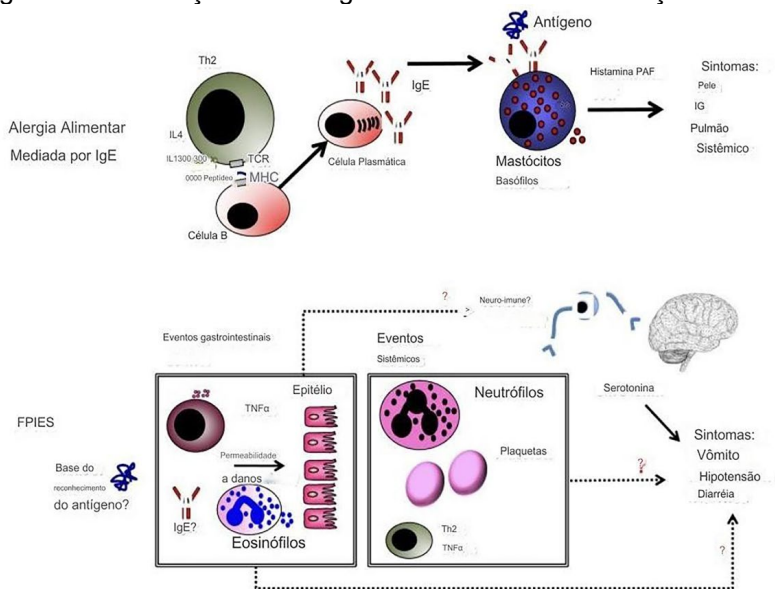 Antígeno
Th2
IgE
Histamina PAF
Sintomas:
Pele
IG
Pulmão
Sistêmico
Alergia Alimentar
Mediada por IgE
IL4
TCR
0000 Peptídeo
MHC
Célula B
Célula Plasmática
Mastócitos
Basófilos
?
Neuro-imune?
Eventos gastrointestinais
Eventos
Sistêmicos
FPIES
Base do
reconhecimento
do antígeno?
TNFα
Epitélio
Permeabilidade
a danos
IgE?
Eosinófilos
Neutrófilos
Plaquetas
Th2
TNFα
Serotonina
Sintomas:
Vômito
Hipotensão
Diarréia
?
?